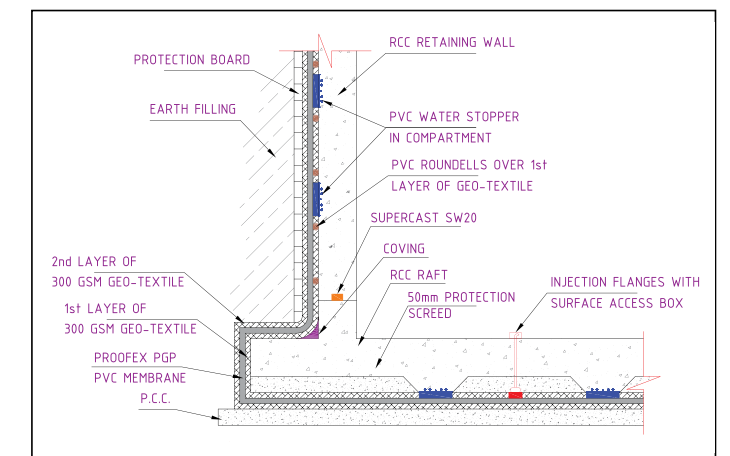 RCC RETAINING WALL
PROTECTION BOARD
EARTH FILLING
PVC WATER STOPPER
IN COMPARTMENT
PVC ROUNDELLS OVER 1st
LAYER OF GEO-TEXTILE
SUPERCAST SW20
COVING
2nd LAYER OF
300 GSM GEO-TEXTILE
RCC RAFT
INJECTION FLANGES WITH
SURFACE ACCESS BOX
50mm PROTECTION
SCREED
1st LAYER OF
300 GSM GEO-TEXTILE
PROOFEX PGP
PVC MEMBRANE
P.C.C.